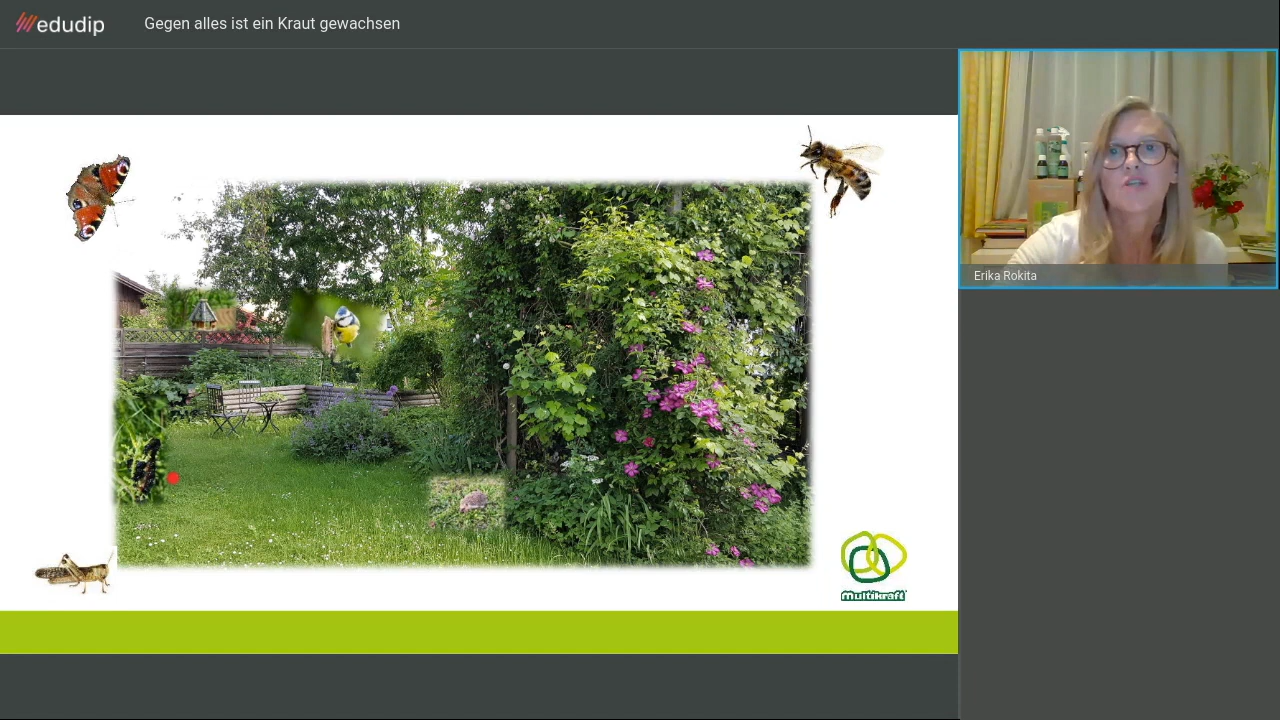 edudip
Gegen alles ist ein Kraut gewachsen
Erika Rokita
multikraft